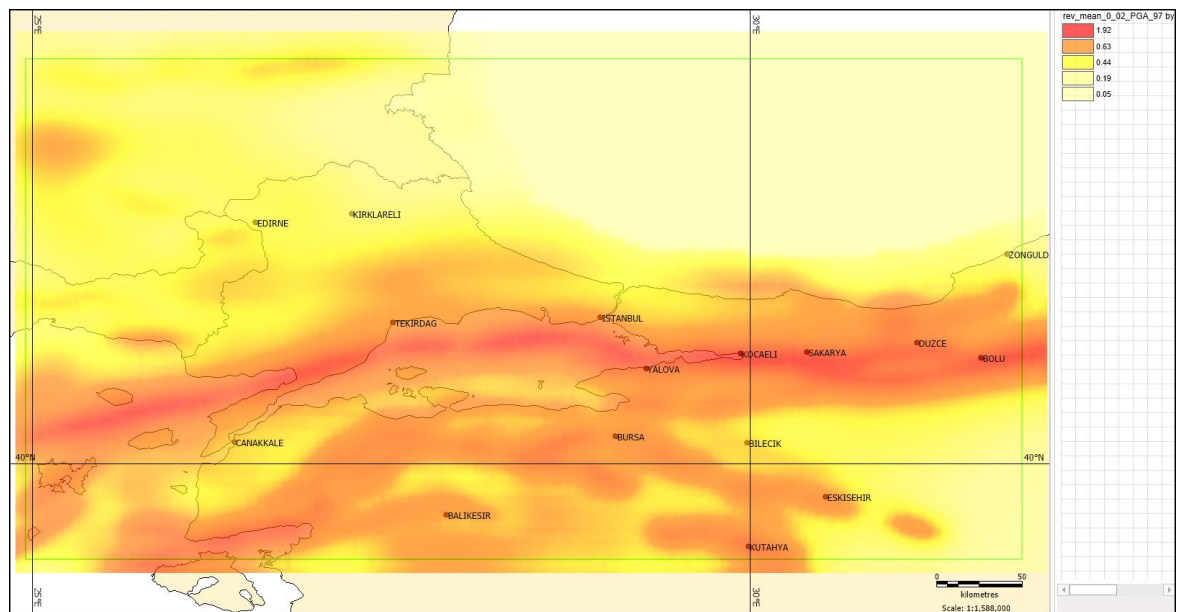 25°E
30°E
rev_mean_0_02_PGA_97 by
1.92
0.63
0.44
0.19
0.05
KIRKLARELI
EDIRNE
ZONGULD
ISTANBUL
TEKIRDAG
DUZCE
KOCAELI
SAKARYA
BOLU
YALOVA
BURSA
CANAKKALE
BILECIK
40°N
40°N
ESKISEHIR
BALIKESIR
KUTAHYA
0
50
kilometres
25°E
30°E
Scale: 1:1,588,000